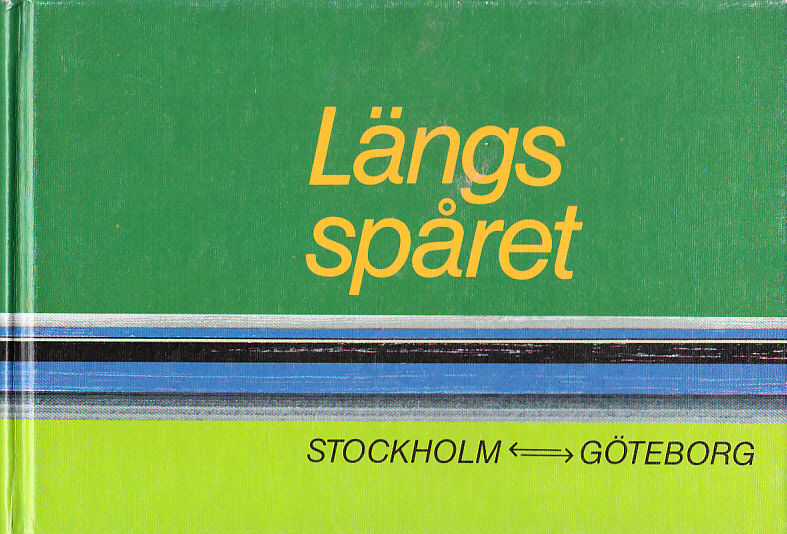 Längs
spåret
STOCKHOLM ⟸⟹ GÖTEBORG